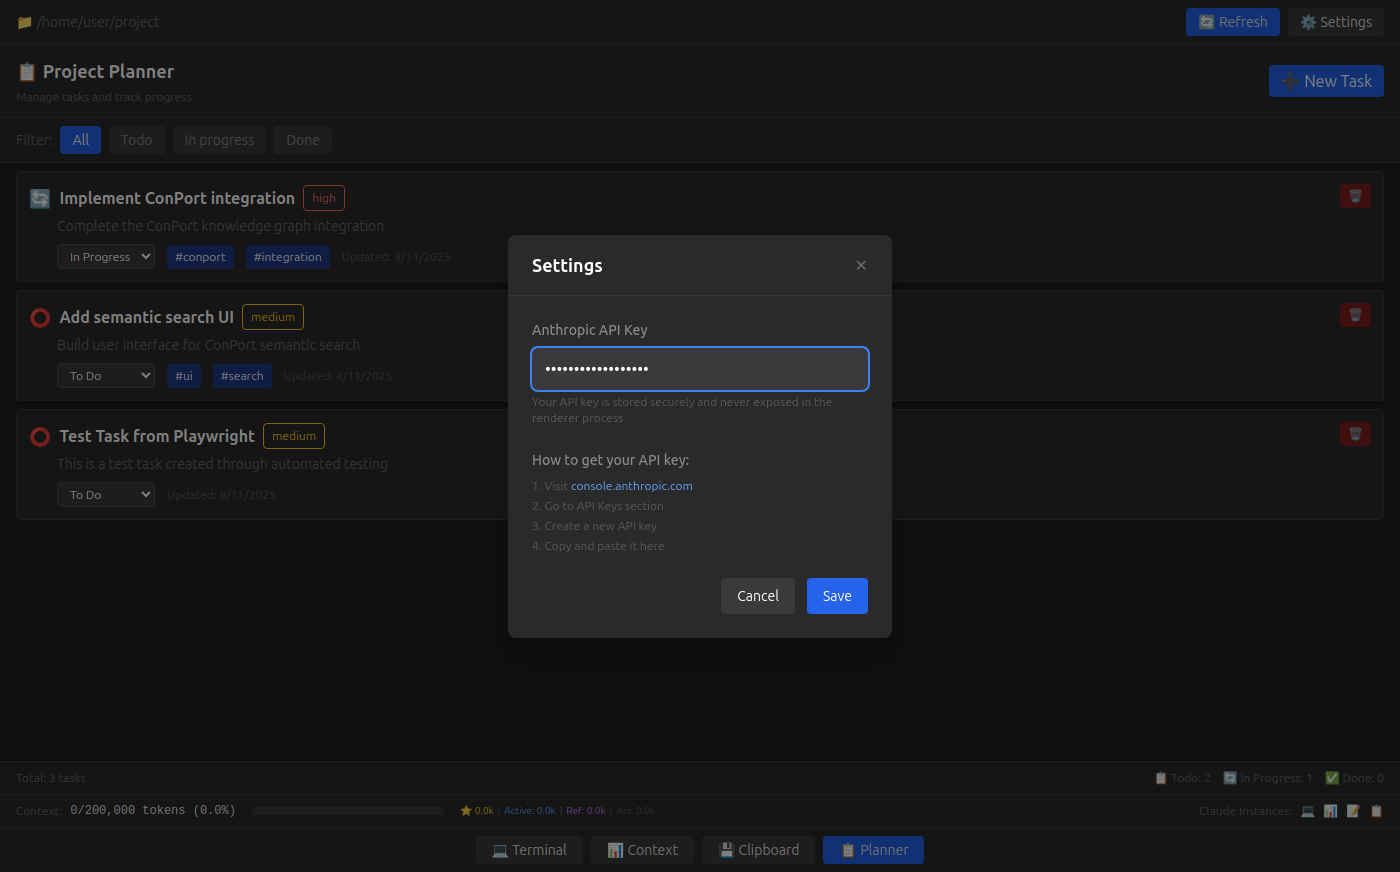 /home/user/project
Refresh
Settings
Project Planner
Manage tasks and track progress
New Task
Filter: All Todo In progress Done
Implement ConPort integration high
Complete the ConPort knowledge graph integration
In Progress #conport #integration Updated: 8/11/2025
Add semantic search UI medium
Build user interface for ConPort semantic search
To Do #ui #search Updated: 8/11/2025
Test Task from Playwright medium
This is a test task created through automated testing
To Do Updated: 8/11/2025
Settings ×
Anthropic API Key
••••••••••••••••••
Your API key is stored securely and never exposed in the
renderer process
How to get your API key:
1. Visit console.anthropic.com
2. Go to API Keys section
3. Create a new API key
4. Copy and paste it here
Cancel Save
Total: 3 tasks
Todo: 2 In Progress: 1 Done: 0
Context: 0/200,000 tokens (0.0%) 0.0k | Active: 0.0k | Ref: 0.0k | Arc: 0.0k
Claude Instances:
Terminal Context Clipboard Planner